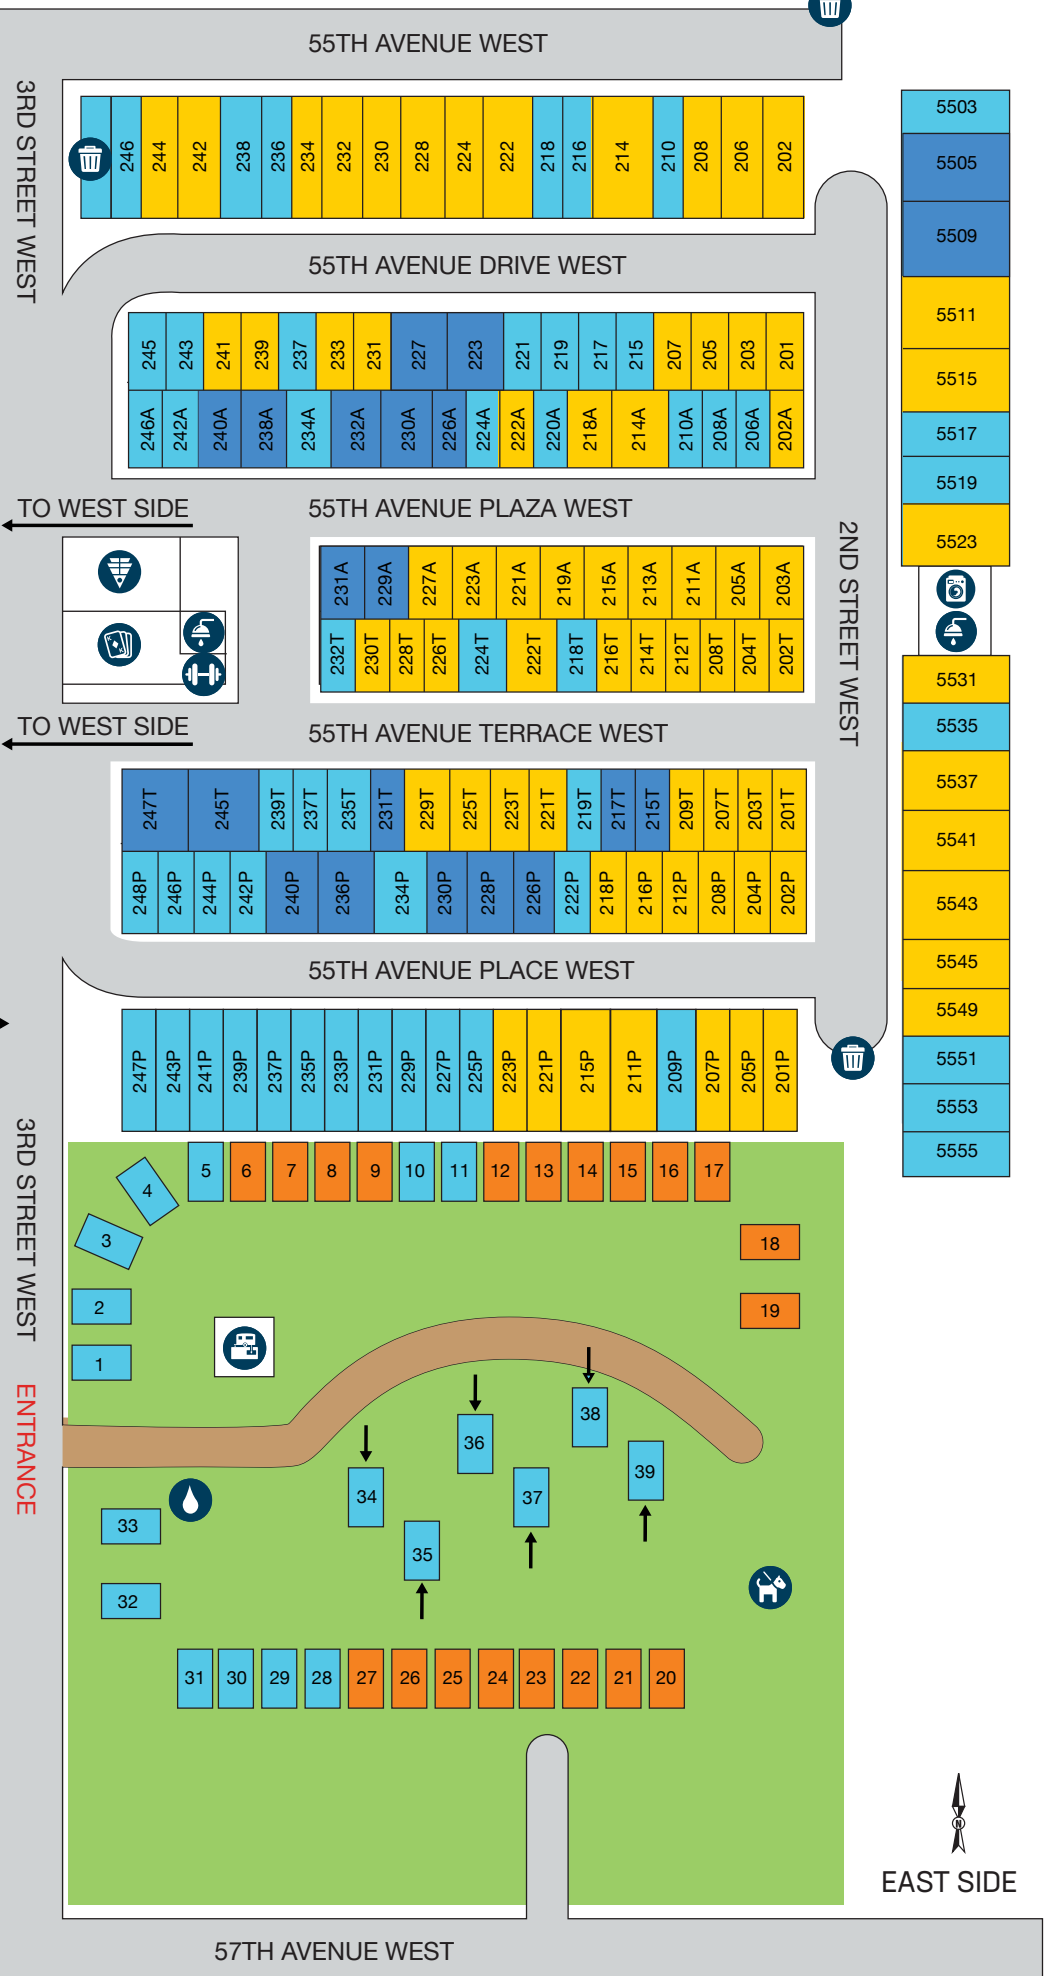 55TH AVENUE WEST
3RD STREET WEST
246 244 242 238 236 234 232 230 228 224 222 218 216 214 210 208 206 202
5503
5505
5509
5511
5515
5517
5519
5523
55TH AVENUE DRIVE WEST
245 243 241 239 237 233 231 227 223 221 219 217 215 207 205 203 201
246A 242A 240A 238A 234A 232A 230A 226A 224A 222A 220A 218A 214A 210A 208A 206A 202A
TO WEST SIDE
55TH AVENUE PLAZA WEST
2ND STREET WEST
231A 229A 227A 223A 221A 219A 215A 213A 211A 205A 203A
K K
232T 230T 228T 226T 224T 222T 218T 216T 214T 212T 208T 204T 202T
5531
5535
5537
5541
5543
5545
5549
5551
5553
5555
TO WEST SIDE
55TH AVENUE TERRACE WEST
247T 245T 239T 237T 235T 231T 229T 225T 223T 221T 219T 217T 215T 209T 207T 203T 201T
248P 246P 244P 242P 240P 236P 234P 230P 228P 226P 222P 218P 216P 212P 208P 204P 202P
55TH AVENUE PLACE WEST
247P 243P 241P 239P 237P 235P 233P 231P 229P 227P 225P 223P 221P 215P 211P 209P 207P 205P 201P
3RD STREET WEST
ENTRANCE
5 6 7 8 9 10 11 12 13 14 15 16 17
4
3
18
2
19
1
38
36
39
34
37
33
35
32
31 30 29 28 27 26 25 24 23 22 21 20
N
EAST SIDE
57TH AVENUE WEST